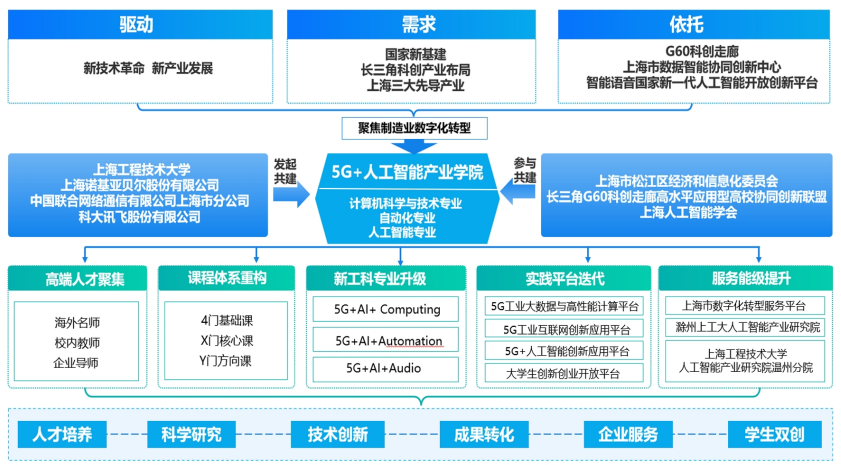 驱动
新技术革命 新产业发展
需求
国家新基建
长三角科创产业布局
上海三大先导产业
依托
G60科创走廊
上海市数据智能协同创新中心
智能语音国家新一代人工智能开放创新平台
聚焦制造业数字化转型
上海工程技术大学
上海诺基亚贝尔股份有限公司
中国联合网络通信有限公司上海市分公司
科大讯飞股份有限公司
发起
共建
5G+人工智能产业学院
计算机科学与技术专业
自动化专业
人工智能专业
参与
共建
上海市松江区经济和信息化委员会
长三角G60科创走廊高水平应用型高校协同创新联盟
上海人工智能学会
高端人才聚集
海外名师
校内教师
企业导师
课程体系重构
4门基础课
X门核心课
Y门方向课
新工科专业升级
5G+AI+ Computing
5G+AI+Automation
5G+AI+Audio
实践平台迭代
5G工业大数据与高性能计算平台
5G工业互联网创新应用平台
5G+人工智能创新应用平台
大学生创新创业开放平台
服务能级提升
上海市数字化转型服务平台
滁州上工大人工智能产业研究院
上海工程技术大学
人工智能产业研究院温州分院
人才培养
科学研究
技术创新
成果转化
企业服务
学生双创